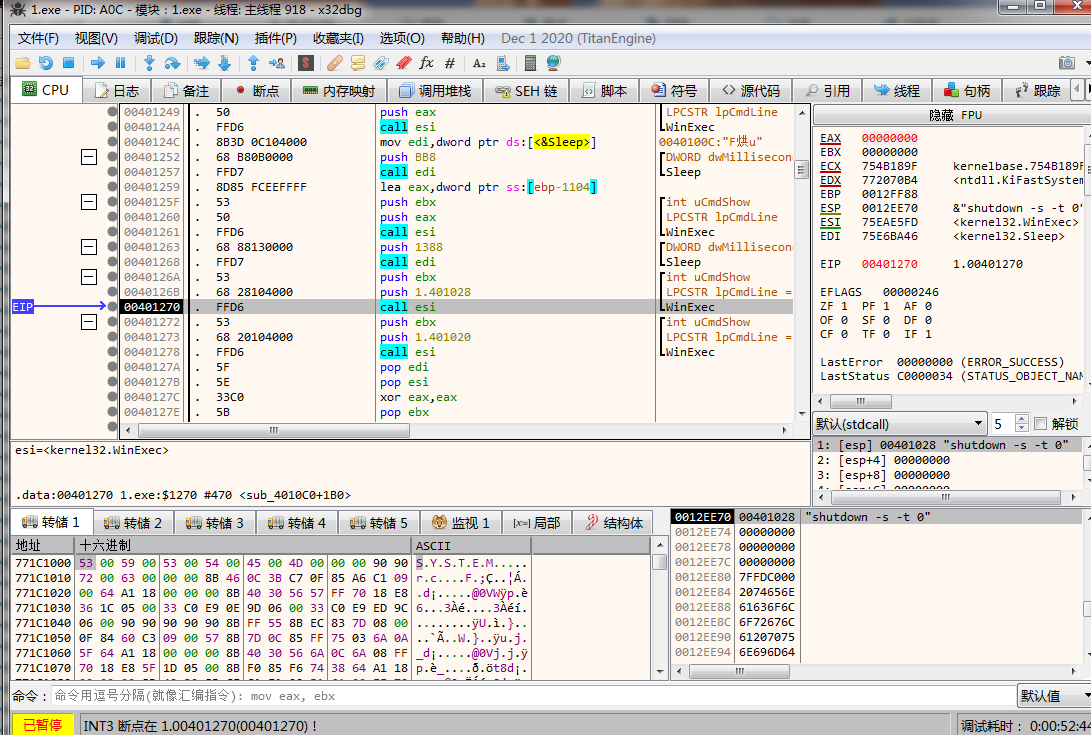 1.exe - PID: A0C - 模块：1.exe - 线程: 主线程 918 - x32dbg
文件(F) 视图(V) 调试(D) 跟踪(N) 插件(P) 收藏夹(I) 选项(O) 帮助(H) Dec 1 2020 (TitanEngine)
CPU 日志 备注 断点 内存映射 调用堆栈 SEH 链 脚本 符号 源代码 引用 线程 句柄 跟踪
00401249 . 50 push eax LPCSTR lpCmdLine
0040124A . FFD6 call esi WinExec
0040124C . 8B3D 0C104000 mov edi,dword ptr ds:[<&Sleep>] 0040100C:"F烘u"
00401252 . 68 B80B0000 push BB8 DWORD dwMillisecon
00401257 . FFD7 call edi Sleep
00401259 . 8D85 FCEEFFFF lea eax,dword ptr ss:[ebp-1104]
0040125F . 53 push ebx int uCmdShow
00401260 . 50 push eax LPCSTR lpCmdLine
00401261 . FFD6 call esi WinExec
00401263 . 68 88130000 push 1388 DWORD dwMillisecon
00401268 . FFD7 call edi Sleep
0040126A . 53 push ebx int uCmdShow
0040126B . 68 28104000 push 1.401028 LPCSTR lpCmdLine =
EIP 00401270 . FFD6 call esi WinExec
00401272 . 53 push ebx int uCmdShow
00401273 . 68 20104000 push 1.401020 LPCSTR lpCmdLine =
00401278 . FFD6 call esi WinExec
0040127A . 5F pop edi
0040127B . 5E pop esi
0040127C . 33C0 xor eax,eax
0040127E . 5B pop ebx
隐藏 FPU
EAX 00000000
EBX 00000000
ECX 754B189F kernelbase.754B189F
EDX 772070B4 <ntdll.KiFastSystem
EBP 0012FF88
ESP 0012EE70 &"shutdown -s -t 0"
ESI 75EAE5FD <kernel32.WinExec>
EDI 75E6BA46 <kernel32.Sleep>
EIP 00401270 1.00401270
EFLAGS 00000246
ZF 1 PF 1 AF 0
OF 0 SF 0 DF 0
CF 0 TF 0 IF 1
LastError 00000000 (ERROR_SUCCESS)
LastStatus C0000034 (STATUS_OBJECT_NAM
默认(stdcall) 5 解锁
1: [esp] 00401028 "shutdown -s -t 0"
2: [esp+4] 00000000
3: [esp+8] 00000000
esi=<kernel32.WinExec>
.data:00401270 1.exe:$1270 #470 <sub_4010C0+1B0>
转储 1 转储 2 转储 3 转储 4 转储 5 监视 1 [x=] 局部 结构体
地址 十六进制 ASCII
771C1000 53 00 59 00 53 00 54 00 45 00 4D 00 00 00 90 90 S.Y.S.T.E.M.....
771C1010 72 00 63 00 00 00 8B 46 0C 3B C7 0F 85 A6 C1 09 r.c....F.;Ç..¦Á.
771C1020 00 64 A1 18 00 00 00 8B 40 30 56 57 FF 70 18 E8 .d¡.....@0VWÿp.è
771C1030 36 1C 05 00 33 C0 E9 0E 9D 06 00 33 C0 E9 ED 9C 6...3Àé....3Àéí.
771C1040 06 00 90 90 90 90 90 8B FF 55 8B EC 83 7D 08 00 ........ÿU.ì.}..
771C1050 0F 84 60 C3 09 00 57 8B 7D 0C 85 FF 75 03 6A 0A ..`Ã..W.}..ÿu.j.
771C1060 5F 64 A1 18 00 00 00 8B 40 30 56 6A 0C 6A 08 FF _d¡.....@0Vj.j.ÿ
771C1070 70 18 E8 5F 1D 05 00 8B F0 85 F6 74 38 64 A1 18 p.è_....ð.öt8d¡.
0012EE70 00401028 "shutdown -s -t 0"
0012EE74 00000000
0012EE78 00000000
0012EE7C 00000000
0012EE80 7FFDC000
0012EE84 2074656E
0012EE88 61636F6C
0012EE8C 6F72676C
0012EE90 61207075
0012EE94 6E696D64
命令： 命令用逗号分隔(就像汇编指令): mov eax, ebx 默认值
已暂停 INT3 断点在 1.00401270(00401270)！ 调试耗时： 0:00:52:44